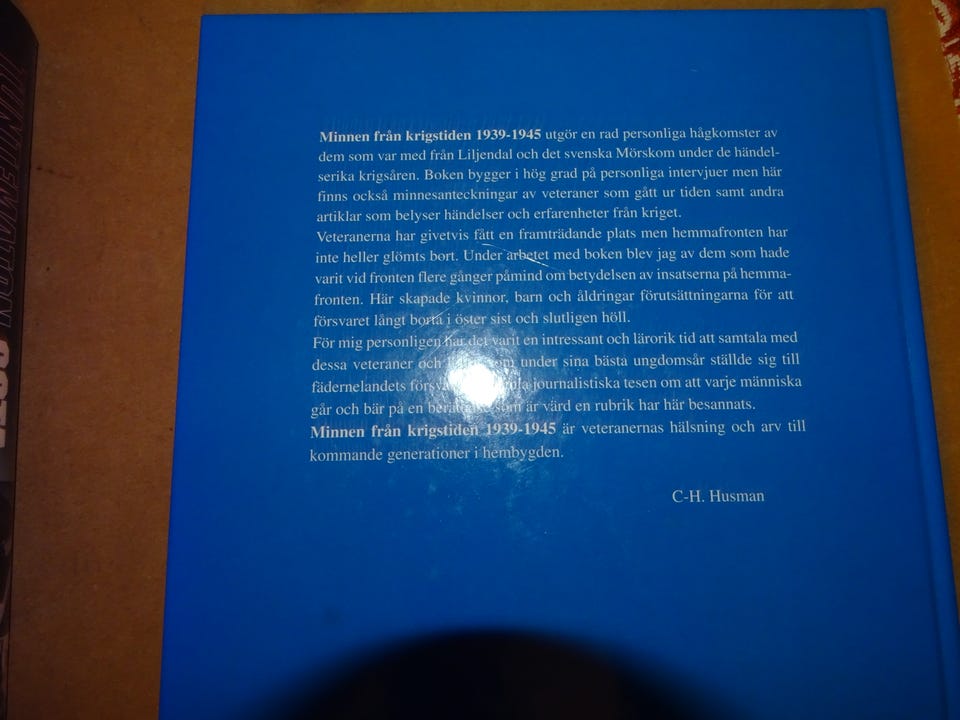 Minnen från krigstiden 1939-1945 utgör en rad personliga hågkomster av
dem som var med från Liljendal och det svenska Mörskom under de händel-
serika krigsåren. Boken bygger i hög grad på personliga intervjuer men här
finns också minnesanteckningar av veteraner som gått ur tiden samt andra
artiklar som belyser händelser och erfarenheter från kriget.
Veteranerna har givetvis fått en framträdande plats men hemmafronten har
inte heller glömts bort. Under arbetet med boken blev jag av dem som hade
varit vid fronten flere gånger påmind om betydelsen av insatserna på hemma-
fronten. Här skapade kvinnor, barn och åldringar förutsättningarna för att
försvaret långt borta i öster sist och slutligen höll.
För mig personligen har det varit en intressant och lärorik tid att samtala med
dessa veteraner och som under sina bästa ungdomsår ställde sig till
fädernelandets journalistiska tesen om att varje människa
går och bär på en berättelse som är värd en rubrik har här besannats.
Minnen från krigstiden 1939-1945 är veteranernas hälsning och arv till
kommande generationer i hembygden.
C-H. Husman